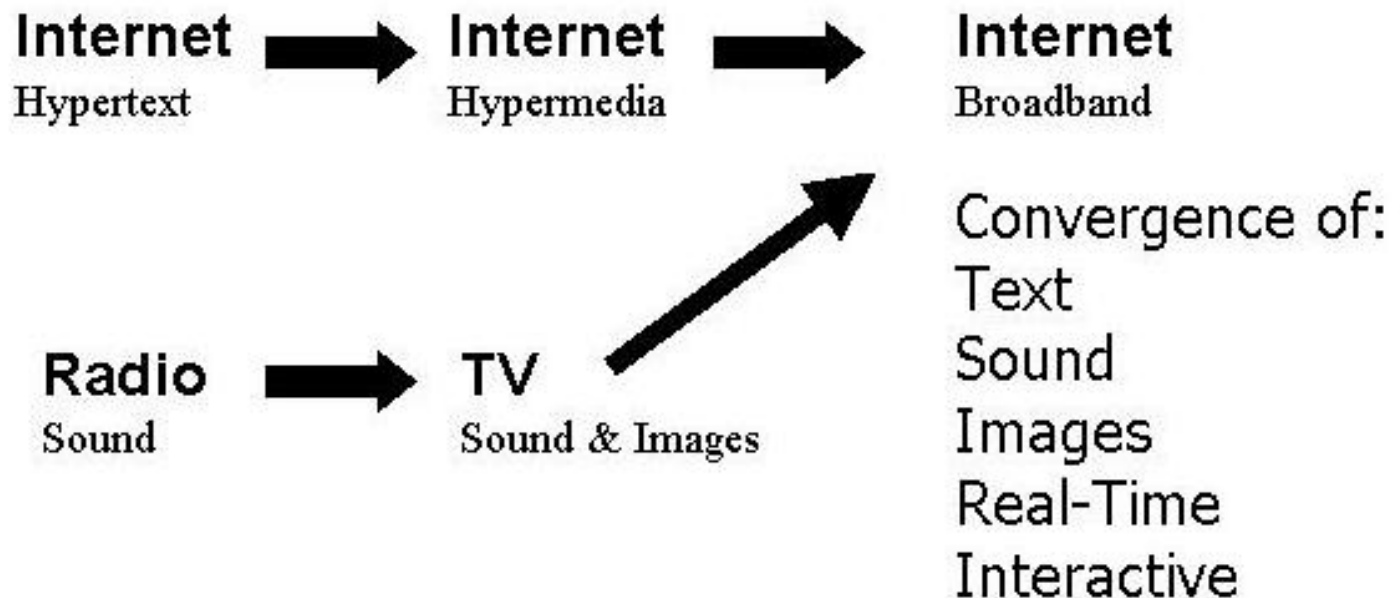 Internet
Hypertext
Internet
Hypermedia
Internet
Broadband
Radio
Sound
TV
Sound & Images
Convergence of:
Text
Sound
Images
Real-Time
Interactive